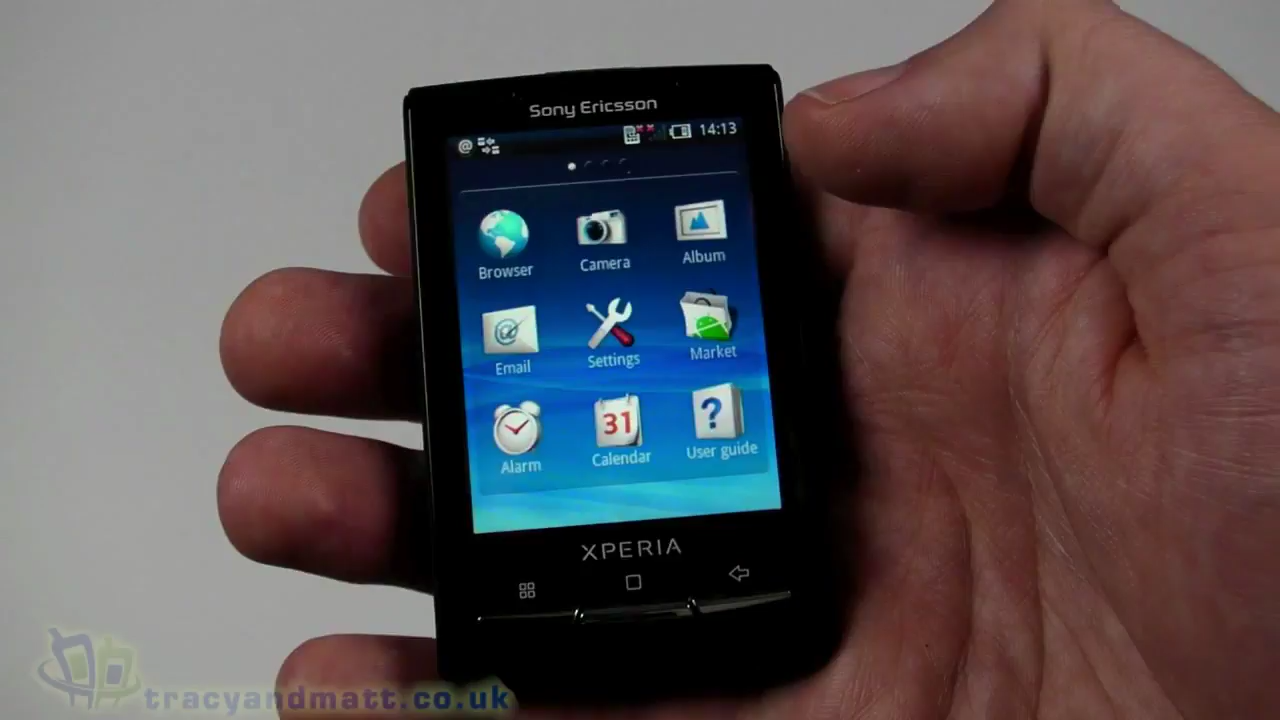 Sony Ericsson
14:13
Browser Camera Album
Email Settings Market
31
?
Alarm Calendar User guide
XPERIA
tracyandmatt.co.uk